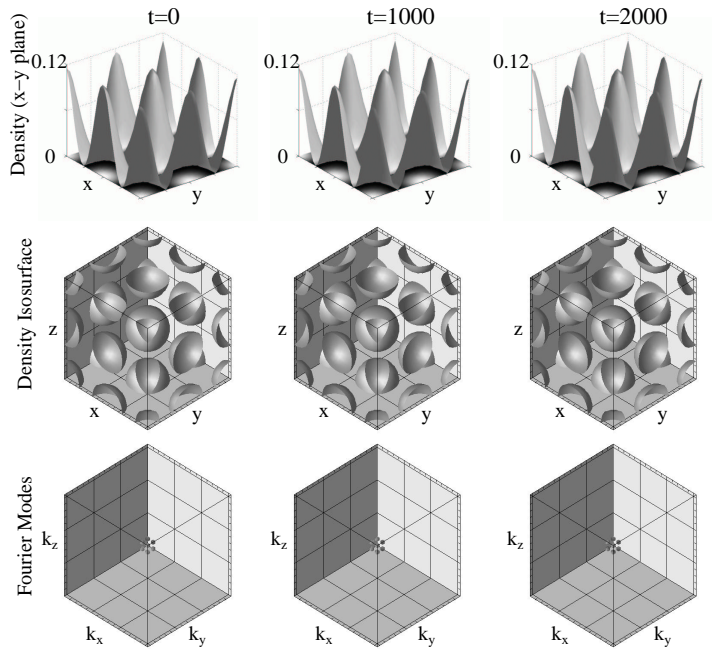 t=0 t=1000 t=2000
Density (x–y plane)
0.12 0.12 0.12
0 0 0
x y x y x y
Density Isosurface
z z z
x y x y x y
Fourier Modes
k_z k_z k_z
k_x k_y k_x k_y k_x k_y